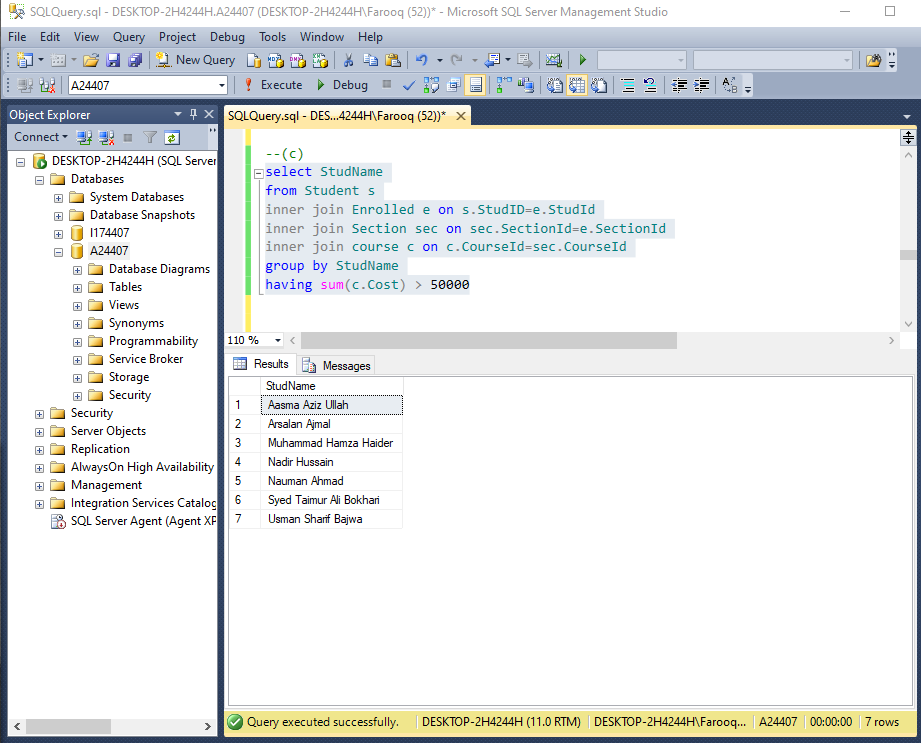 SQLQuery.sql - DESKTOP-2H4244H.A24407 (DESKTOP-2H4244H\Farooq (52))* - Microsoft SQL Server Management Studio
File Edit View Query Project Debug Tools Window Help
New Query
A24407 Execute Debug
Object Explorer
Connect
DESKTOP-2H4244H (SQL Server
Databases
System Databases
Database Snapshots
I174407
A24407
Database Diagrams
Tables
Views
Synonyms
Programmability
Service Broker
Storage
Security
Security
Server Objects
Replication
AlwaysOn High Availability
Management
Integration Services Catalog
SQL Server Agent (Agent XP
SQLQuery.sql - DES...4244H\Farooq (52))*
--(c)
select StudName
from Student s
inner join Enrolled e on s.StudID=e.StudId
inner join Section sec on sec.SectionId=e.SectionId
inner join course c on c.CourseId=sec.CourseId
group by StudName
having sum(c.Cost) > 50000
110 %
Results Messages
StudName
1 Aasma Aziz Ullah
2 Arsalan Ajmal
3 Muhammad Hamza Haider
4 Nadir Hussain
5 Nauman Ahmad
6 Syed Taimur Ali Bokhari
7 Usman Sharif Bajwa
Query executed successfully. DESKTOP-2H4244H (11.0 RTM) DESKTOP-2H4244H\Farooq... A24407 00:00:00 7 rows